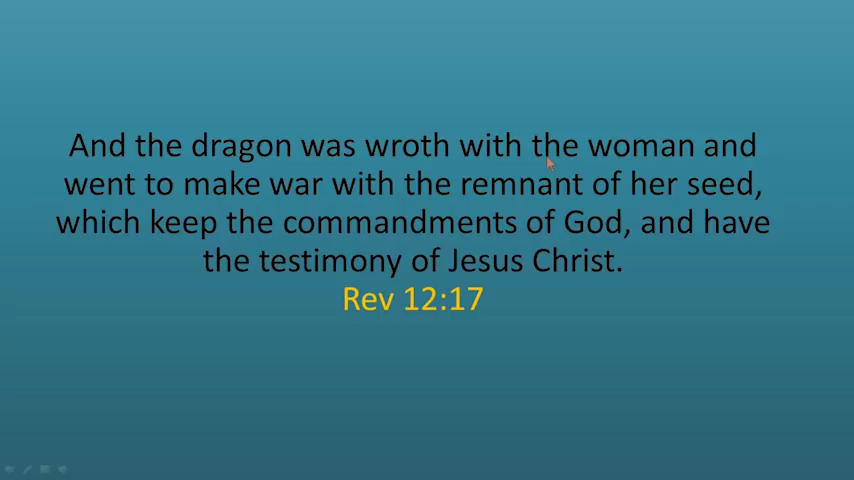 And the dragon was wroth with the woman and
went to make war with the remnant of her seed,
which keep the commandments of God, and have
the testimony of Jesus Christ.
Rev 12:17